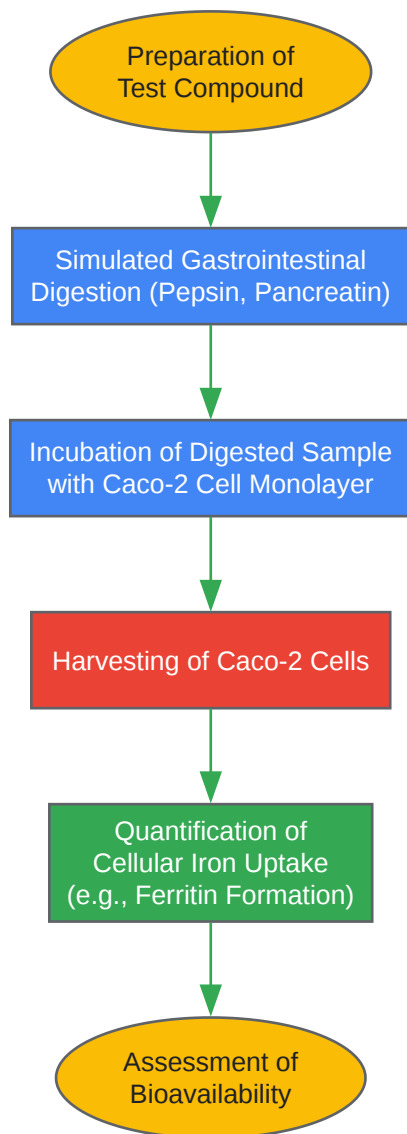 Preparation of
Test Compound
Simulated Gastrointestinal
Digestion (Pepsin, Pancreatin)
Incubation of Digested Sample
with Caco-2 Cell Monolayer
Harvesting of Caco-2 Cells
Quantification of
Cellular Iron Uptake
(e.g., Ferritin Formation)
Assessment of
Bioavailability